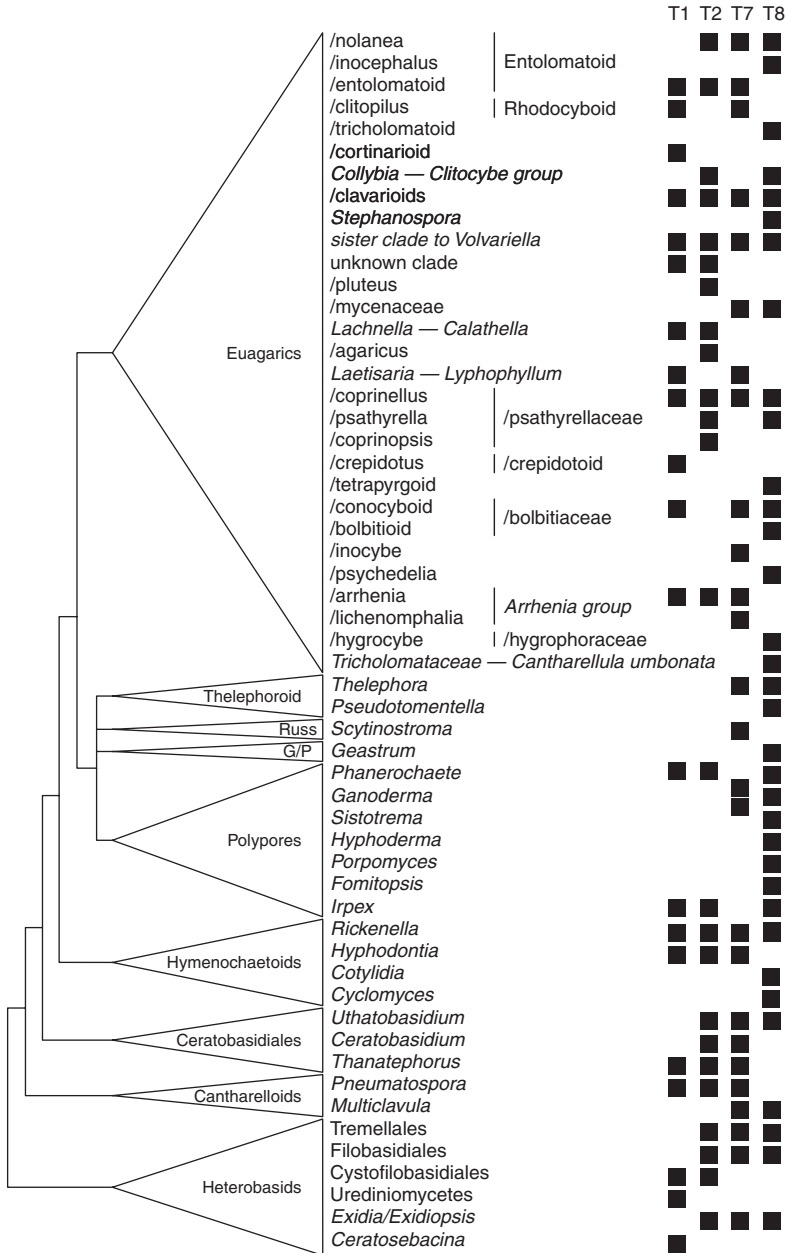 T1 T2 T7 T8
/nolanea
/inocephalus Entolomatoid
/entolomatoid
/clitopilus Rhodocyboid
/tricholomatoid
/cortinarioid
Collybia — Clitocybe group
/clavarioids
Stephanospora
sister clade to Volvariella
unknown clade
/pluteus
/mycenaceae
Lachnella — Calathella
Euagarics /agaricus
Laetisaria — Lyphophyllum
/coprinellus
/psathyrella /psathyrellaceae
/coprinopsis
/crepidotus /crepidotoid
/tetrapyrgoid
/conocyboid
/bolbitiaceae
/bolbitioid
/inocybe
/psychedelia
/arrhenia
Arrhenia group
/lichenomphalia
/hygrocybe /hygrophoraceae
Tricholomataceae — Cantharellula umbonata
Thelephoroid Thelephora
Pseudotomentella
Russ Scytinostroma
G/P Geastrum
Phanerochaete
Ganoderma
Sistotrema
Polypores Hyphoderma
Porpomyces
Fomitopsis
Irpex
Rickenella
Hyphodontia
Hymenochaetoids
Cotylidia
Cyclomyces
Uthatobasidium
Ceratobasidiales Ceratobasidium
Thanatephorus
Pneumatospora
Cantharelloids
Multiclavula
Tremellales
Filobasidiales
Cystofilobasidiales
Heterobasids
Urediniomycetes
Exidia/Exidiopsis
Ceratosebacina